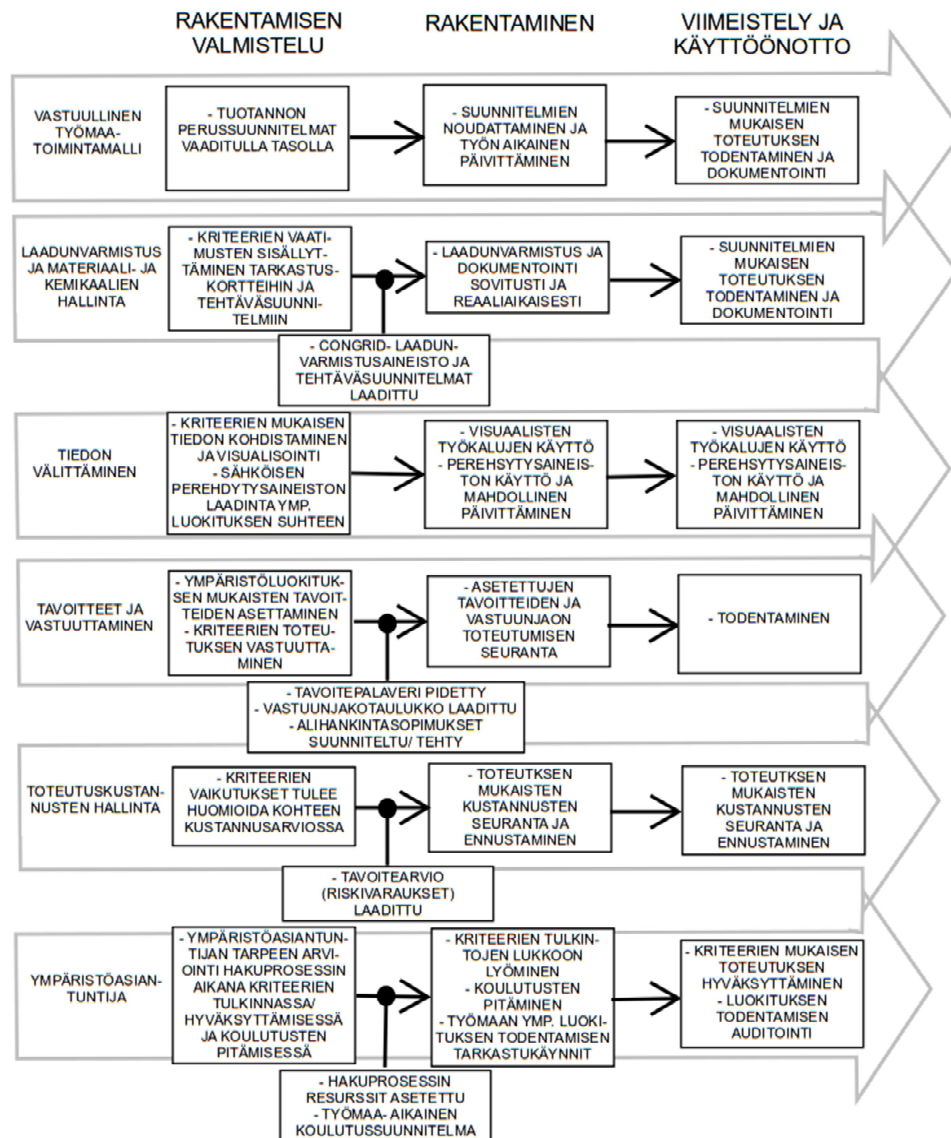 RAKENTAMISEN
VALMISTELU
RAKENTAMINEN
VIIMEISTELY JA
KÄYTTÖÖNOTTO
VASTUULLINEN
TYÖMAA-
TOIMINTAMALLI
- TUOTANNON
PERUSSUUNNITELMAT
VAADITULLA TASOLLA
- SUUNNITELMIEN
NOUDATTAMINEN JA
TYÖN AIKAINEN
PÄIVITTÄMINEN
- SUUNNITELMIEN
MUKAISEN
TOTEUTUKSEN
TODENTAMINEN JA
DOKUMENTOINTI
LAADUNVARMISTUS
JA MATERIAALI- JA
KEMIKAALIEN
HALLINTA
- KRITEERIEN VAATI-
MUSTEN SISÄLLYT-
TÄMINEN TARKASTUS-
KORTTEIHIN JA
TEHTÄVÄSUUNNI-
TELMIIN
- LAADUNVARMISTUS JA
DOKUMENTOINTI
SOVITUSTI JA
REAALIAIKAISESTI
- SUUNNITELMIEN
MUKAISEN
TOTEUTUKSEN
TODENTAMINEN JA
DOKUMENTOINTI
- CONGRID- LAADUN-
VARMISTUSAINEISTO JA
TEHTÄVÄSUUNNITELMAT
LAADITTU
TIEDON
VÄLITTÄMINEN
- KRITEERIEN MUKAISEN
TIEDON KOHDISTAMINEN
JA VISUALISOINTI
- SÄHKÖISEN
PEREHDYTYSAINEISTON
LAADINTA YMP.
LUOKITUKSEN SUHTEEN
- VISUAALISTEN
TYÖKALUJEN KÄYTTÖ
- PEREHSYTYSAINEIS-
TON KÄYTTÖ JA
MAHDOLLINEN
PÄIVITTÄMINEN
- VISUAALISTEN
TYÖKALUJEN KÄYTTÖ
- PEREHSYTYSAINEIS-
TON KÄYTTÖ JA
MAHDOLLINEN
PÄIVITTÄMINEN
TAVOITTEET JA
VASTUUTTAMINEN
- YMPÄRISTÖLUOKITUK-
SEN MUKAISTEN TAVOIT-
TEIDEN ASETTAMINEN
- KRITEERIEN TOTEU-
TUKSEN VASTUUTTA-
MINEN
- ASETETTUJEN
TAVOITTEIDEN JA
VASTUUNJAON
TOTEUTUMISEN
SEURANTA
- TODENTAMINEN
- TAVOITEPALAVERI PIDETTY
- VASTUUNJAKOTAULUKKO LAADITTU
- ALIHANKINTASOPIMUKSET
SUUNNITELTU/ TEHTY
TOTEUTUSKUSTAN-
NUSTEN HALLINTA
- KRITEERIEN
VAIKUTUKSET TULEE
HUOMIOIDA KOHTEEN
KUSTANNUSARVIOSSA
- TOTEUTKSEN
MUKAISTEN
KUSTANNUSTEN
SEURANTA JA
ENNUSTAMINEN
- TOTEUTKSEN
MUKAISTEN
KUSTANNUSTEN
SEURANTA JA
ENNUSTAMINEN
- TAVOITEARVIO
(RISKIVARAUKSET)
LAADITTU
YMPÄRISTÖASIAN-
TUNTIJA
- YMPÄRISTÖASIANTUN-
TIJAN TARPEEN ARVI-
OINTI HAKUPROSESSIN
AIKANA KRITEERIEN
TULKINNASSA/
HYVÄKSYTTÄMISESSÄ
JA KOULUTUSTEN
PITÄMISESSÄ
- KRITEERIEN TULKIN-
TOJEN LUKKOON
LYÖMINEN
- KOULUTUSTEN
PITÄMINEN
- TYÖMAAN YMP. LUOKI-
TUKSEN TODENTAMISEN
TARKASTUKÄYNNIT
- KRITEERIEN MUKAISEN
TOTEUTUKSEN
HYVÄKSYTTÄMINEN
- LUOKITUKSEN
TODENTAMISEN
AUDITOINTI
- HAKUPROSESSIN
RESURSSIT ASETETTU
- TYÖMAA- AIKAINEN
KOULUTUSSUUNNITELMA